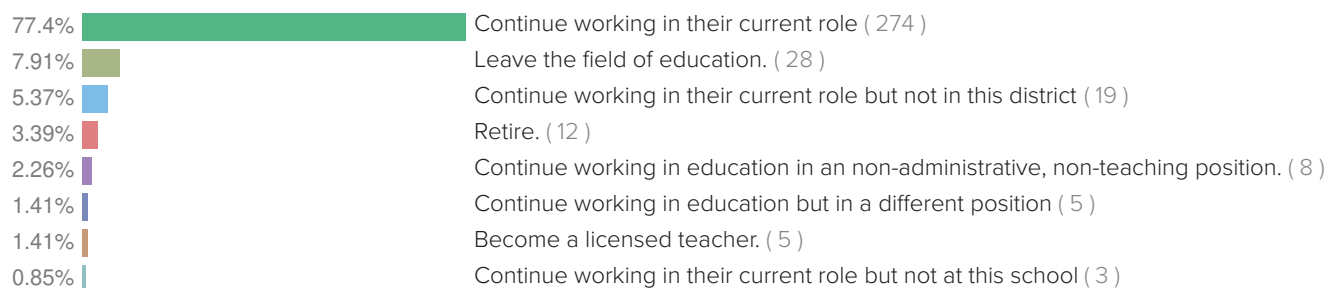 77.4% Continue working in their current role ( 274 )
7.91% Leave the field of education. ( 28 )
5.37% Continue working in their current role but not in this district ( 19 )
3.39% Retire. ( 12 )
2.26% Continue working in education in an non-administrative, non-teaching position. ( 8 )
1.41% Continue working in education but in a different position ( 5 )
1.41% Become a licensed teacher. ( 5 )
0.85% Continue working in their current role but not at this school ( 3 )